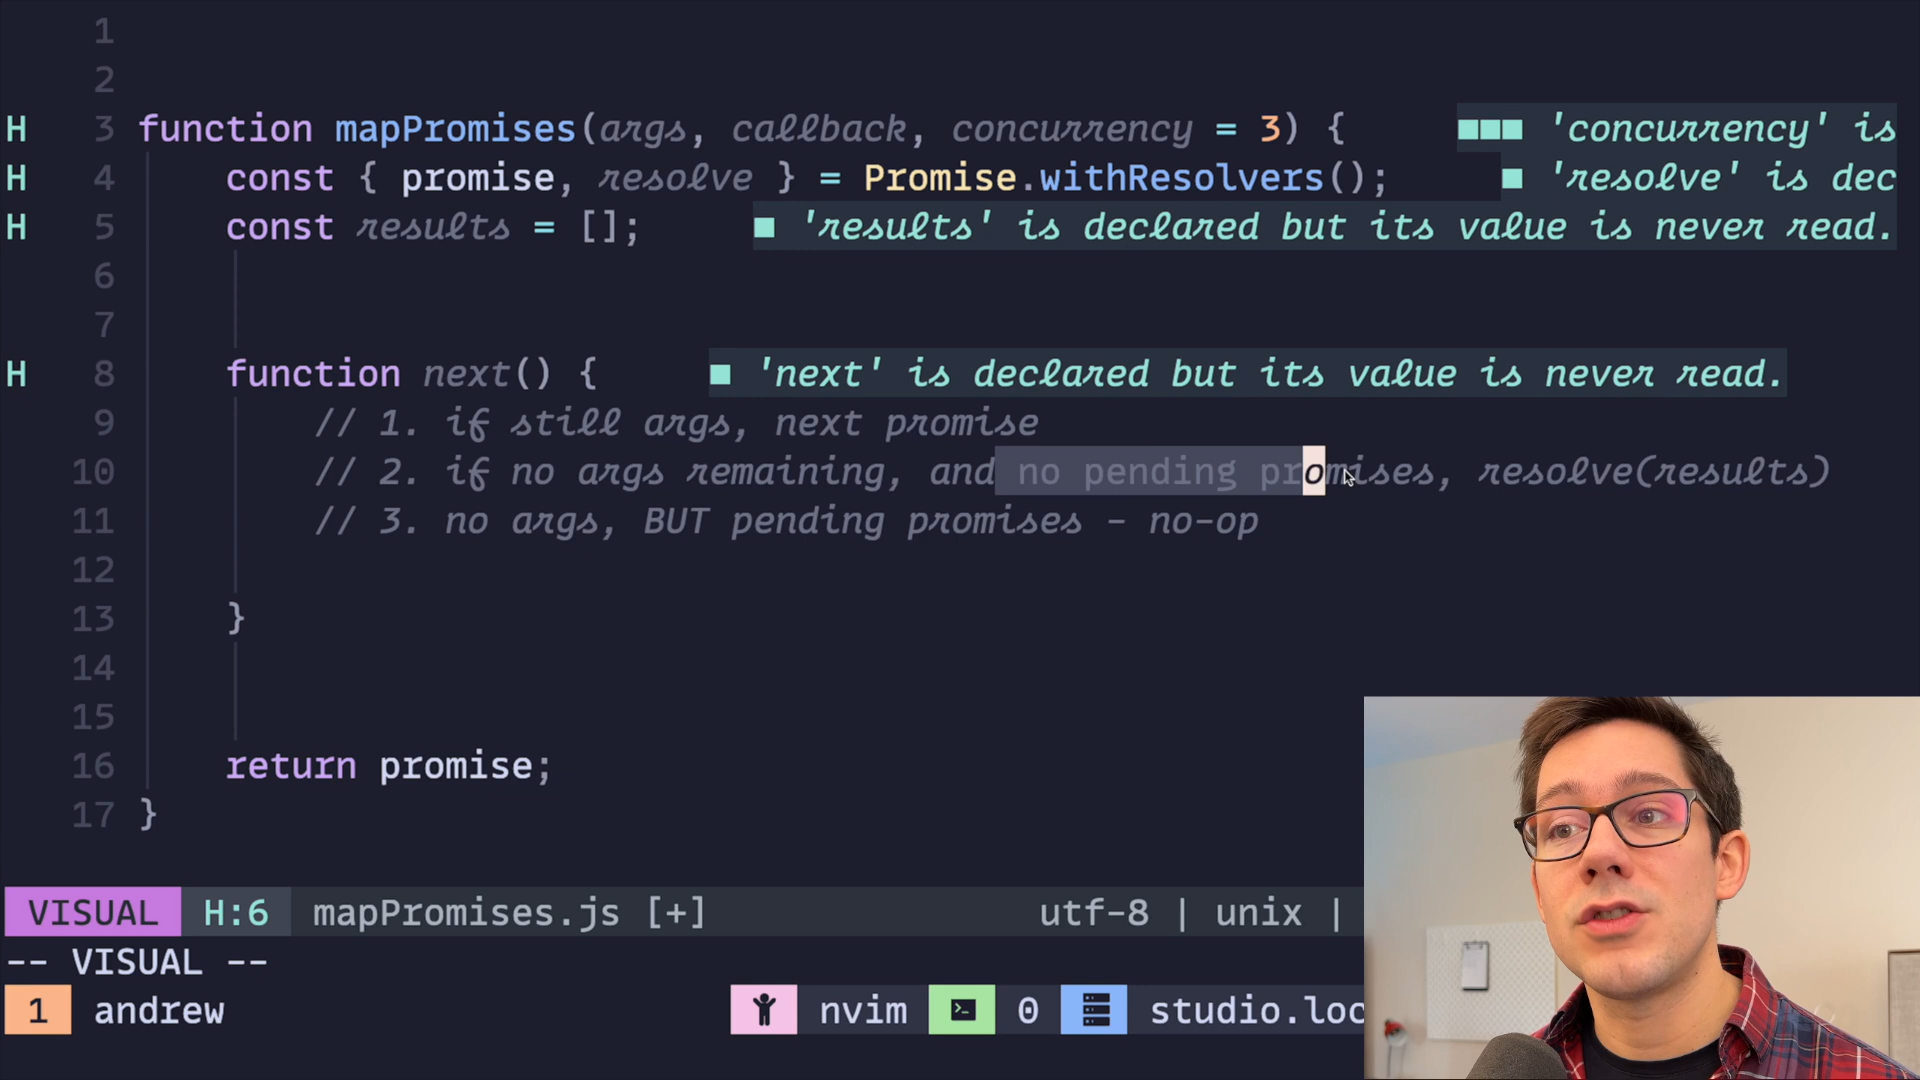 1
2
H 3 function mapPromises(args, callback, concurrency = 3) { ■■■ 'concurrency' is
H 4 const { promise, resolve } = Promise.withResolvers(); ■ 'resolve' is dec
H 5 const results = []; ■ 'results' is declared but its value is never read.
6
7
H 8 function next() { ■ 'next' is declared but its value is never read.
9 // 1. if still args, next promise
10 // 2. if no args remaining, and no pending promises, resolve(results)
11 // 3. no args, BUT pending promises - no-op
12
13 }
14
15
16 return promise;
17 }
VISUAL H:6 mapPromises.js [+] utf-8 | unix |
-- VISUAL --
1 andrew nvim 0 studio.loc